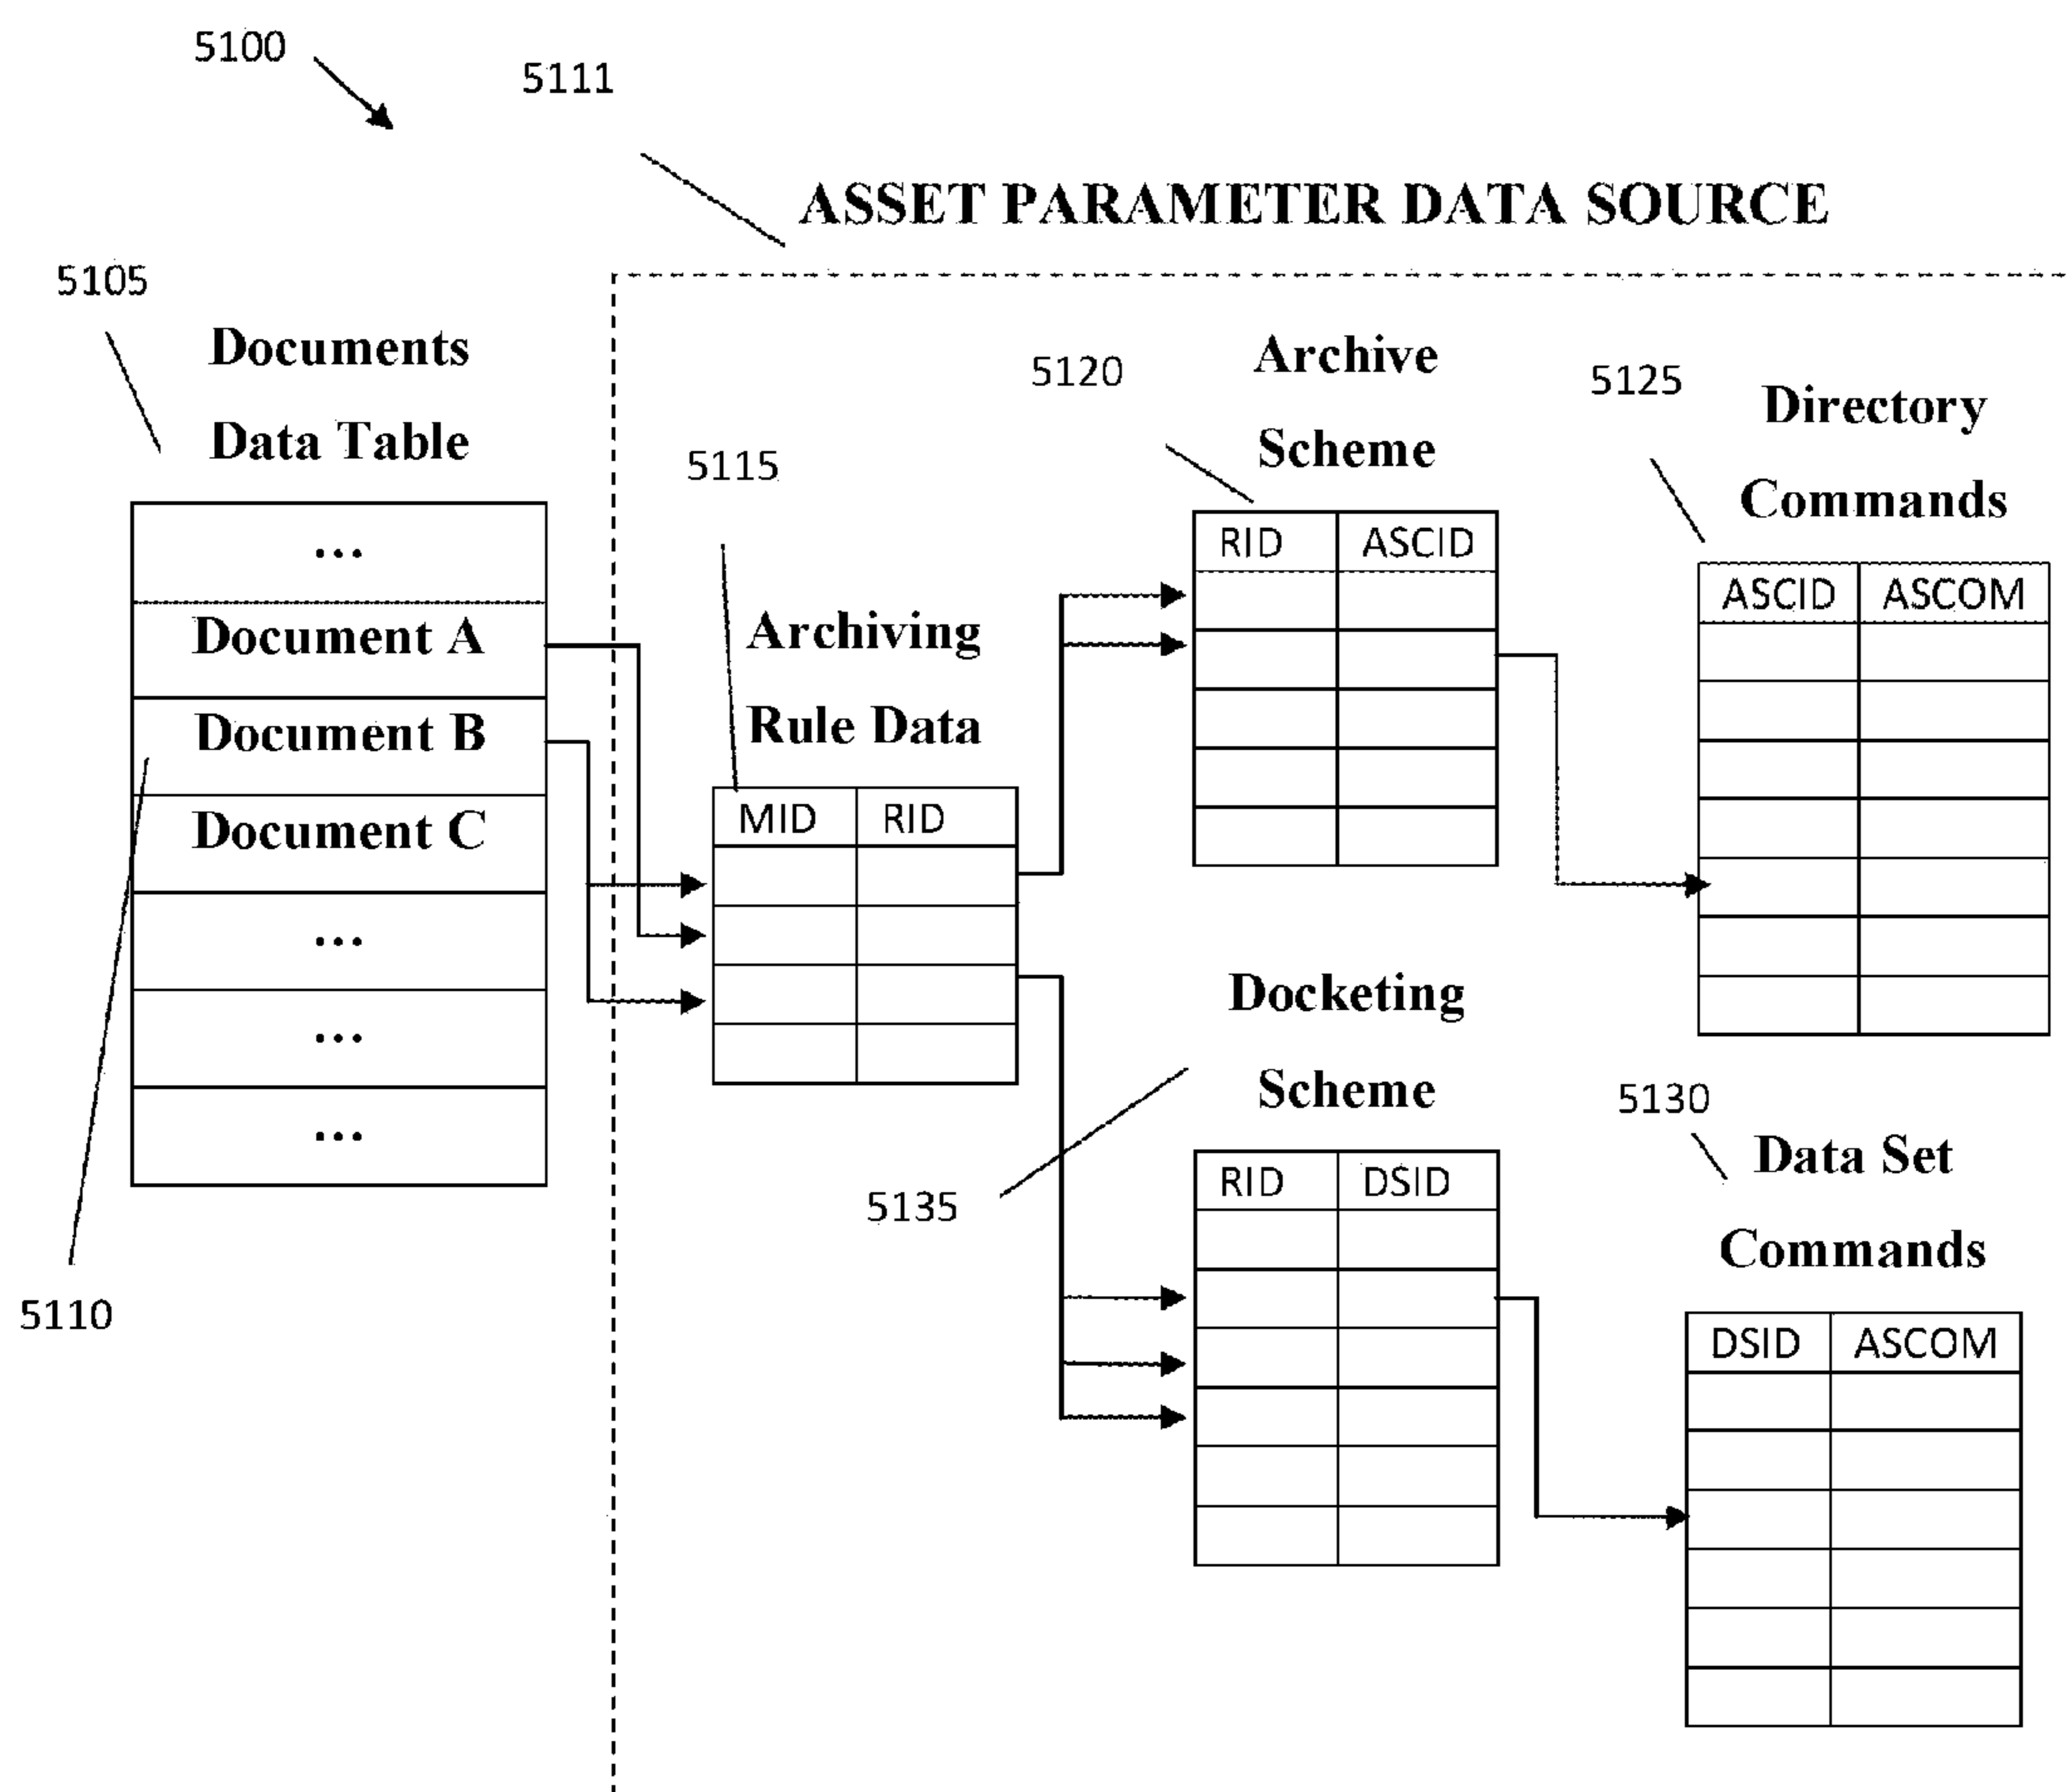 5100
5111
ASSET PARAMETER DATA SOURCE
5105
Documents
Data Table
...
Document A
Document B
Document C
...
...
...
5110
5115
Archiving
Rule Data
MID RID
5120
Archive
Scheme
RID ASCID
5125
Directory
Commands
ASCID ASCOM
Docketing
Scheme
5135
RID DSID
5130
Data Set
Commands
DSID ASCOM